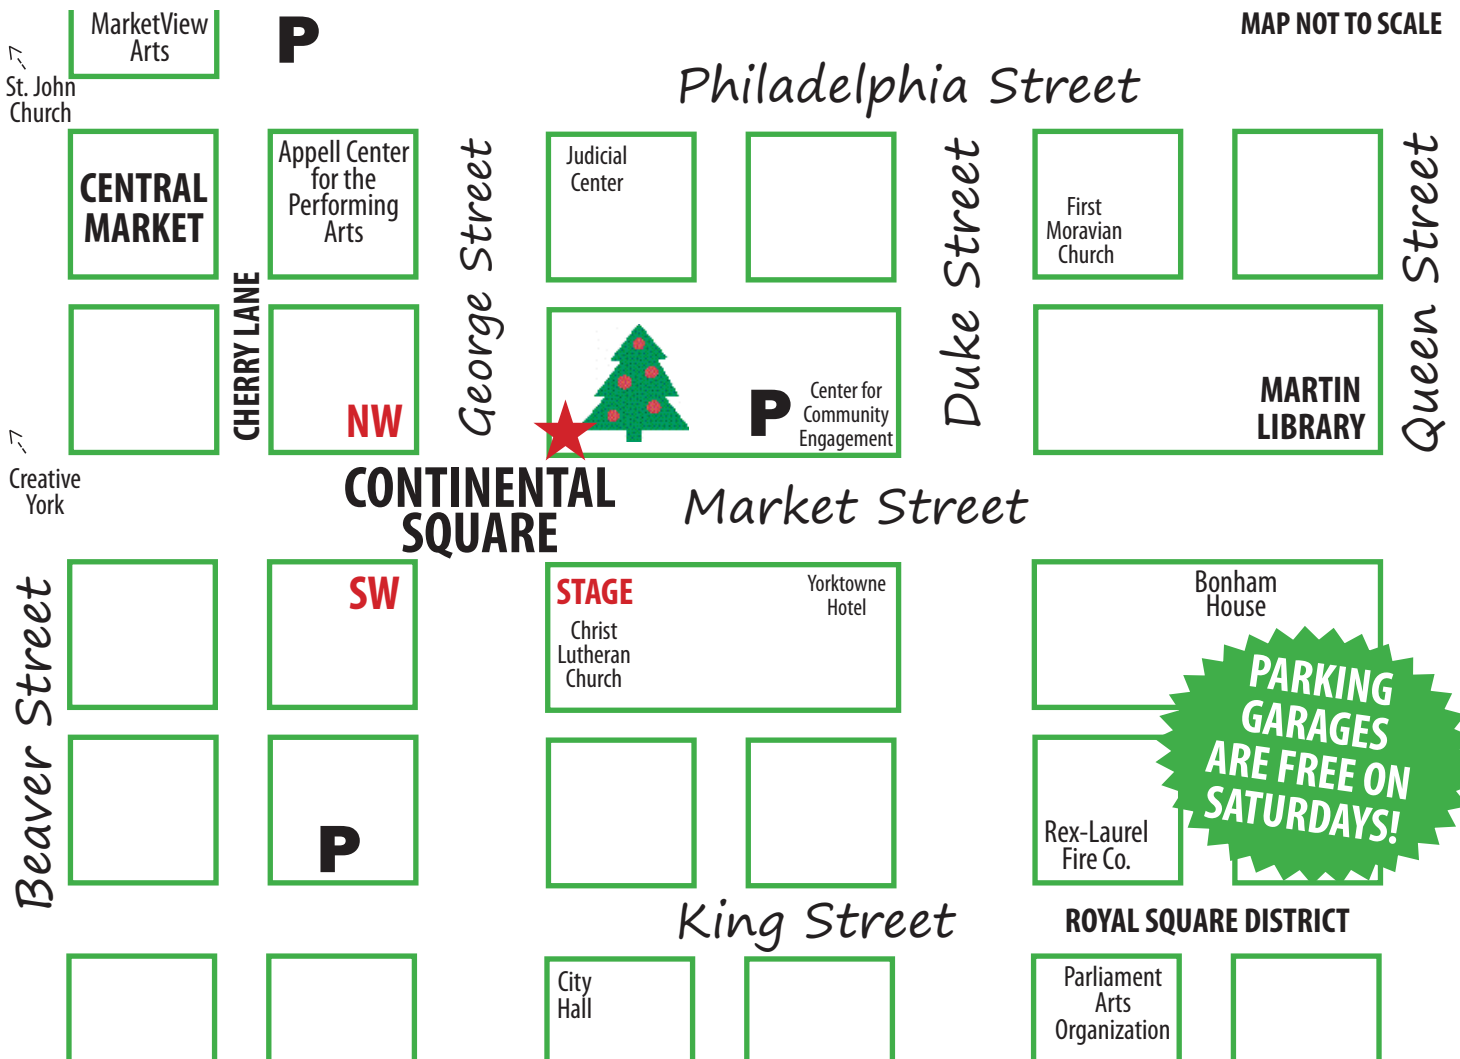 MarketView
Arts
P
MAP NOT TO SCALE
St. John
Church
Philadelphia Street
CENTRAL
MARKET
Appell Center
for the
Performing
Arts
George Street
Judicial
Center
Duke Street
First
Moravian
Church
Queen Street
CHERRY LANE
NW
P
Center for
Community
Engagement
MARTIN
LIBRARY
Creative
York
CONTINENTAL
SQUARE
Market Street
Beaver Street
SW
STAGE
Christ
Lutheran
Church
Yorktowne
Hotel
Bonham
House
PARKING
GARAGES
ARE FREE ON
SATURDAYS!
P
Rex-Laurel
Fire Co.
King Street
ROYAL SQUARE DISTRICT
City
Hall
Parliament
Arts
Organization